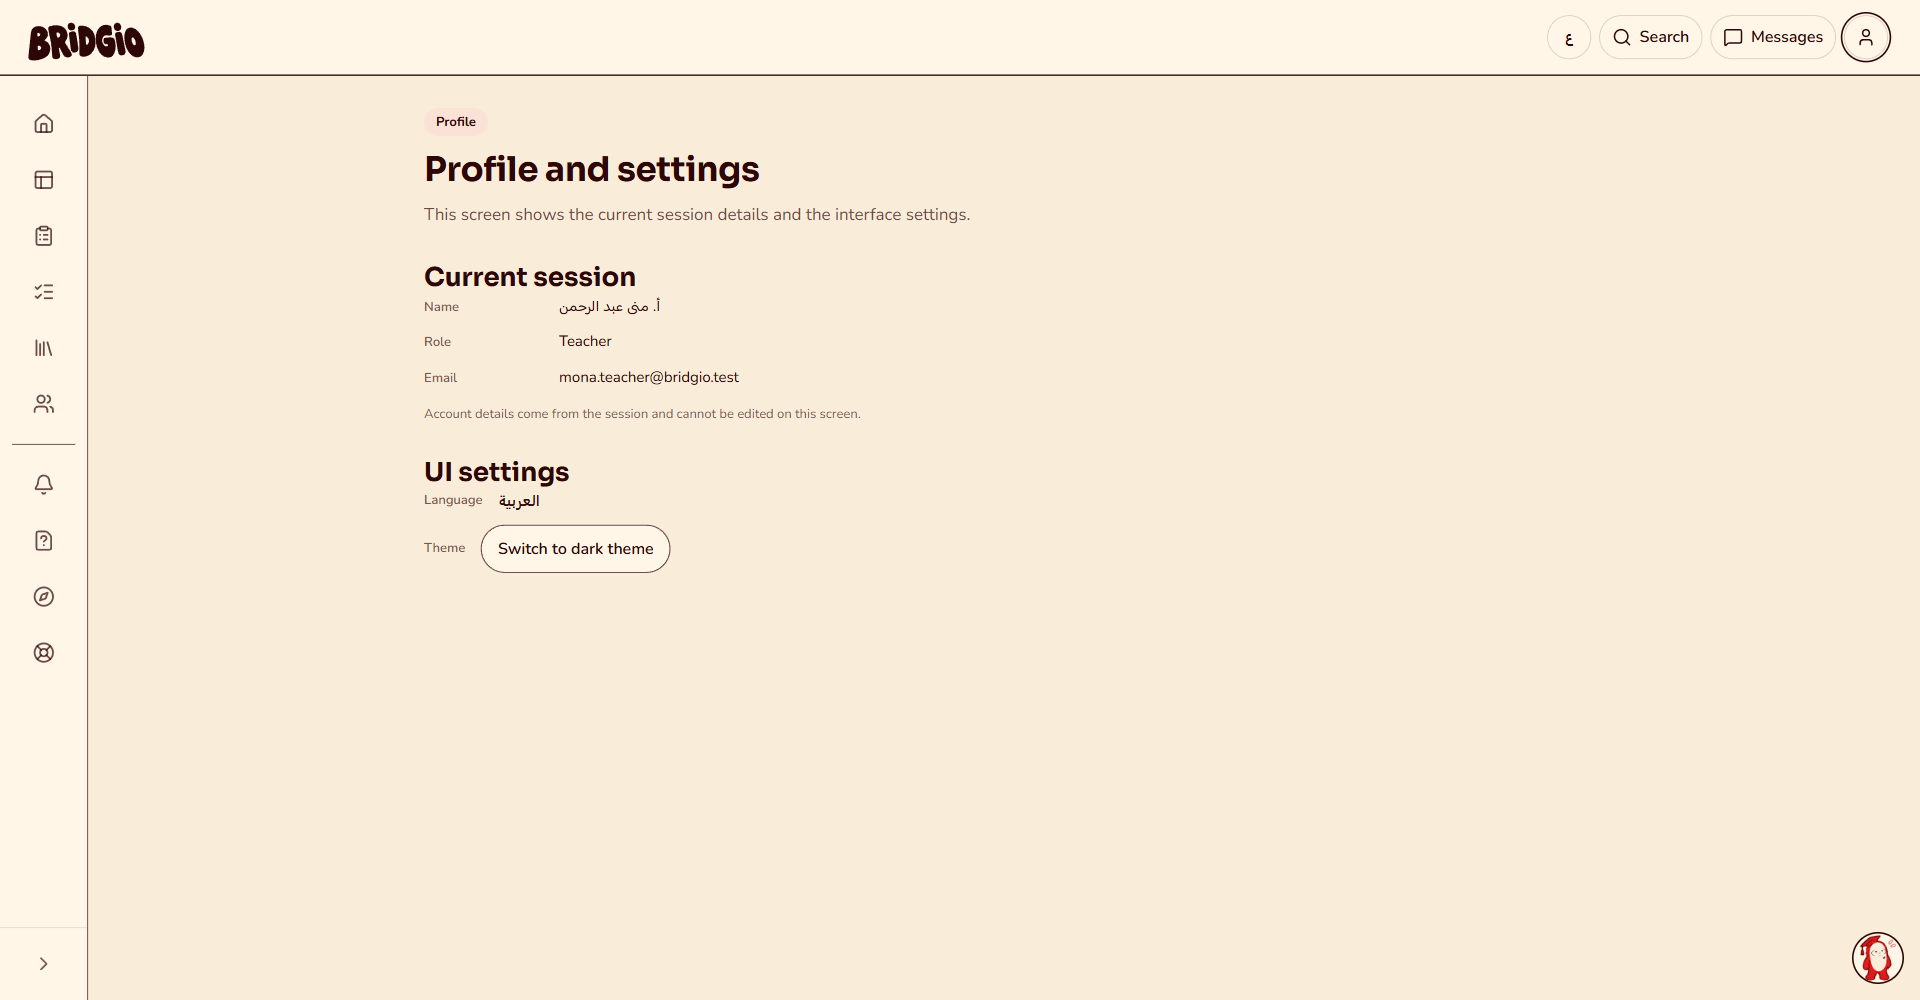 BRiDGiO
ع
Search
Messages
Profile
Profile and settings
This screen shows the current session details and the interface settings.
Current session
Name أ. منى عبد الرحمن
Role Teacher
Email mona.teacher@bridgio.test
Account details come from the session and cannot be edited on this screen.
UI settings
Language العربية
Theme Switch to dark theme